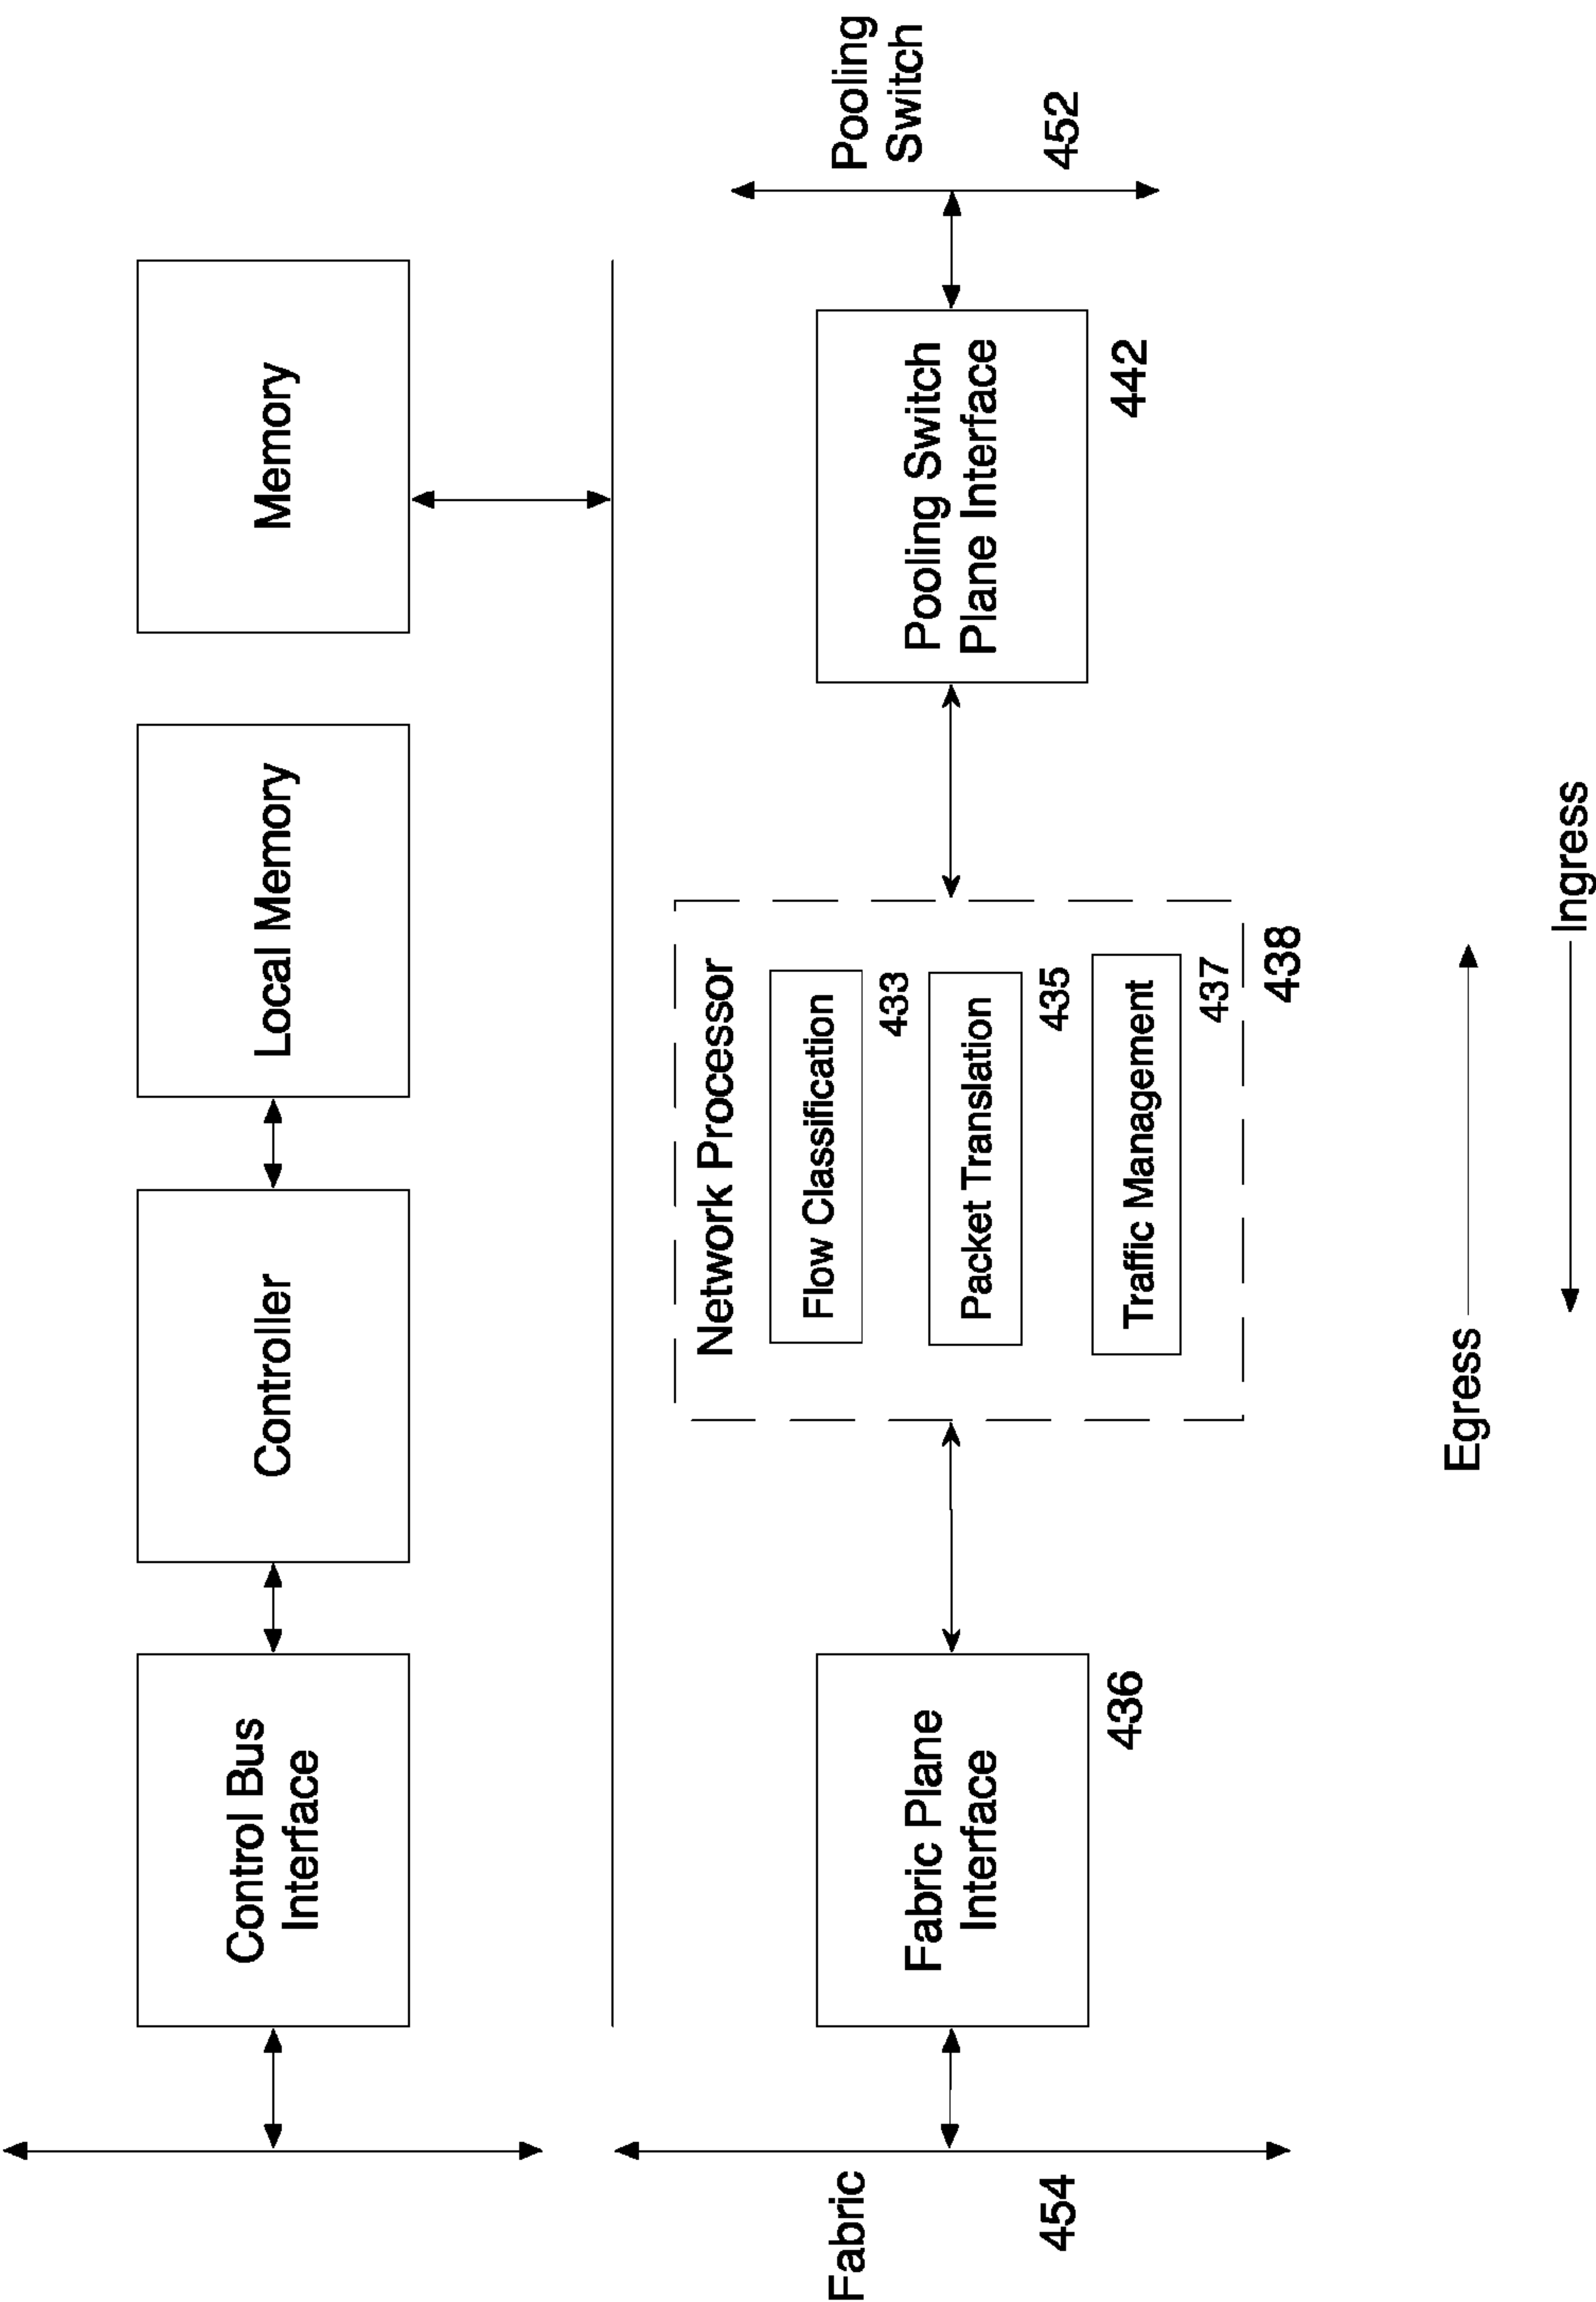 Control Bus
Interface
Controller
Local Memory
Memory
Fabric
454
Fabric Plane
Interface
436
Network Processor
Flow Classification
433
Packet Translation
435
Traffic Management
437
438
Pooling Switch
Plane Interface
442
Pooling
Switch
452
Egress
Ingress